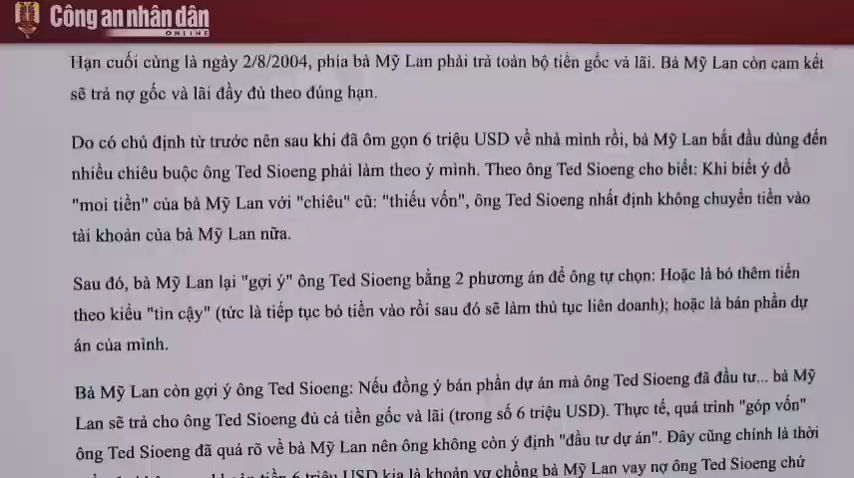 Công an nhân dân
ONLINE
Hạn cuối cùng là ngày 2/8/2004, phía bà Mỹ Lan phải trả toàn bộ tiền gốc và lãi. Bà Mỹ Lan còn cam kết
sẽ trả nợ gốc và lãi đầy đủ theo đúng hạn.
Do có chủ định từ trước nên sau khi đã ôm gọn 6 triệu USD về nhà mình rồi, bà Mỹ Lan bắt đầu dùng đến
nhiều chiêu buộc ông Ted Sioeng phải làm theo ý mình. Theo ông Ted Sioeng cho biết: Khi biết ý đồ
"moi tiền" của bà Mỹ Lan với "chiêu" cũ: "thiếu vốn", ông Ted Sioeng nhất định không chuyển tiền vào
tài khoản của bà Mỹ Lan nữa.
Sau đó, bà Mỹ Lan lại "gợi ý" ông Ted Sioeng bằng 2 phương án để ông tự chọn: Hoặc là bỏ thêm tiền
theo kiểu "tin cậy" (tức là tiếp tục bỏ tiền vào rồi sau đó sẽ làm thủ tục liên doanh); hoặc là bán phần dự
án của mình.
Bà Mỹ Lan còn gợi ý ông Ted Sioeng: Nếu đồng ý bán phần dự án mà ông Ted Sioeng đã đầu tư... bà Mỹ
Lan sẽ trả cho ông Ted Sioeng đủ cả tiền gốc và lãi (trong số 6 triệu USD). Thực tế, quá trình "góp vốn"
ông Ted Sioeng đã quá rõ về bà Mỹ Lan nên ông không còn ý định "đầu tư dự án". Đây cũng chính là thời
tiền 6 triệu USD kia là khoản vợ chồng bà Mỹ Lan vay nợ ông Ted Sioeng chứ